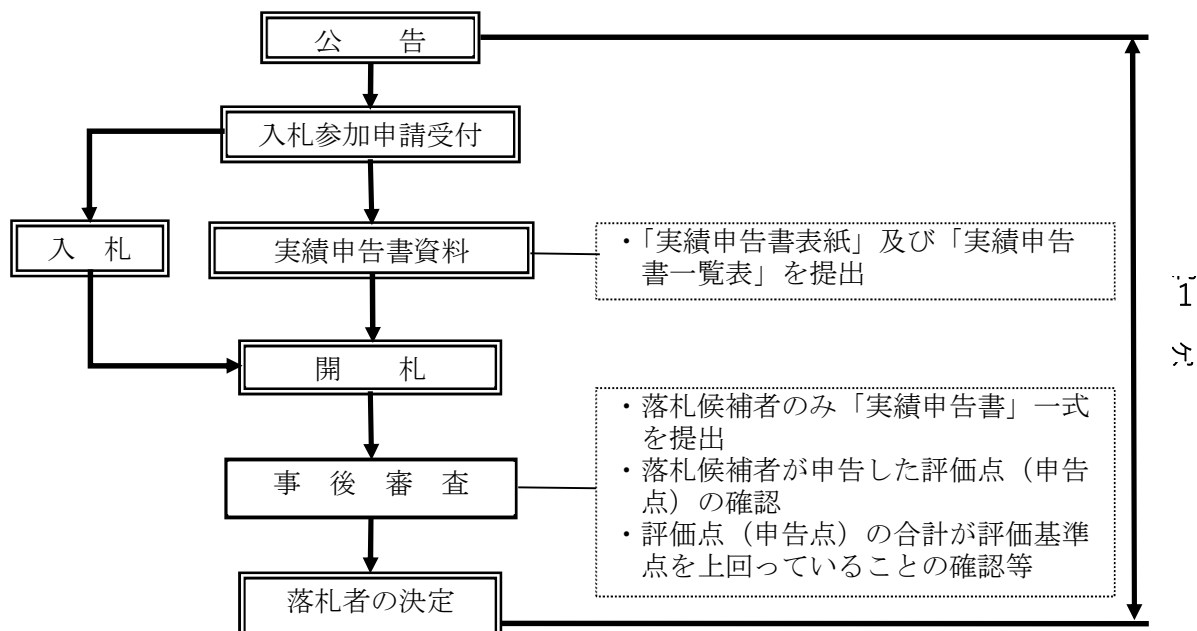 公　　告
入札参加申請受付
入　札
実績申告書資料
・「実績申告書表紙」及び「実績申告
書一覧表」を提出
開　　札
・落札候補者のみ「実績申告書」一式
を提出
・落札候補者が申告した評価点（申告
点）の確認
・評価点（申告点）の合計が評価基準
点を上回っていることの確認等
事　後　審　査
落札者の決定